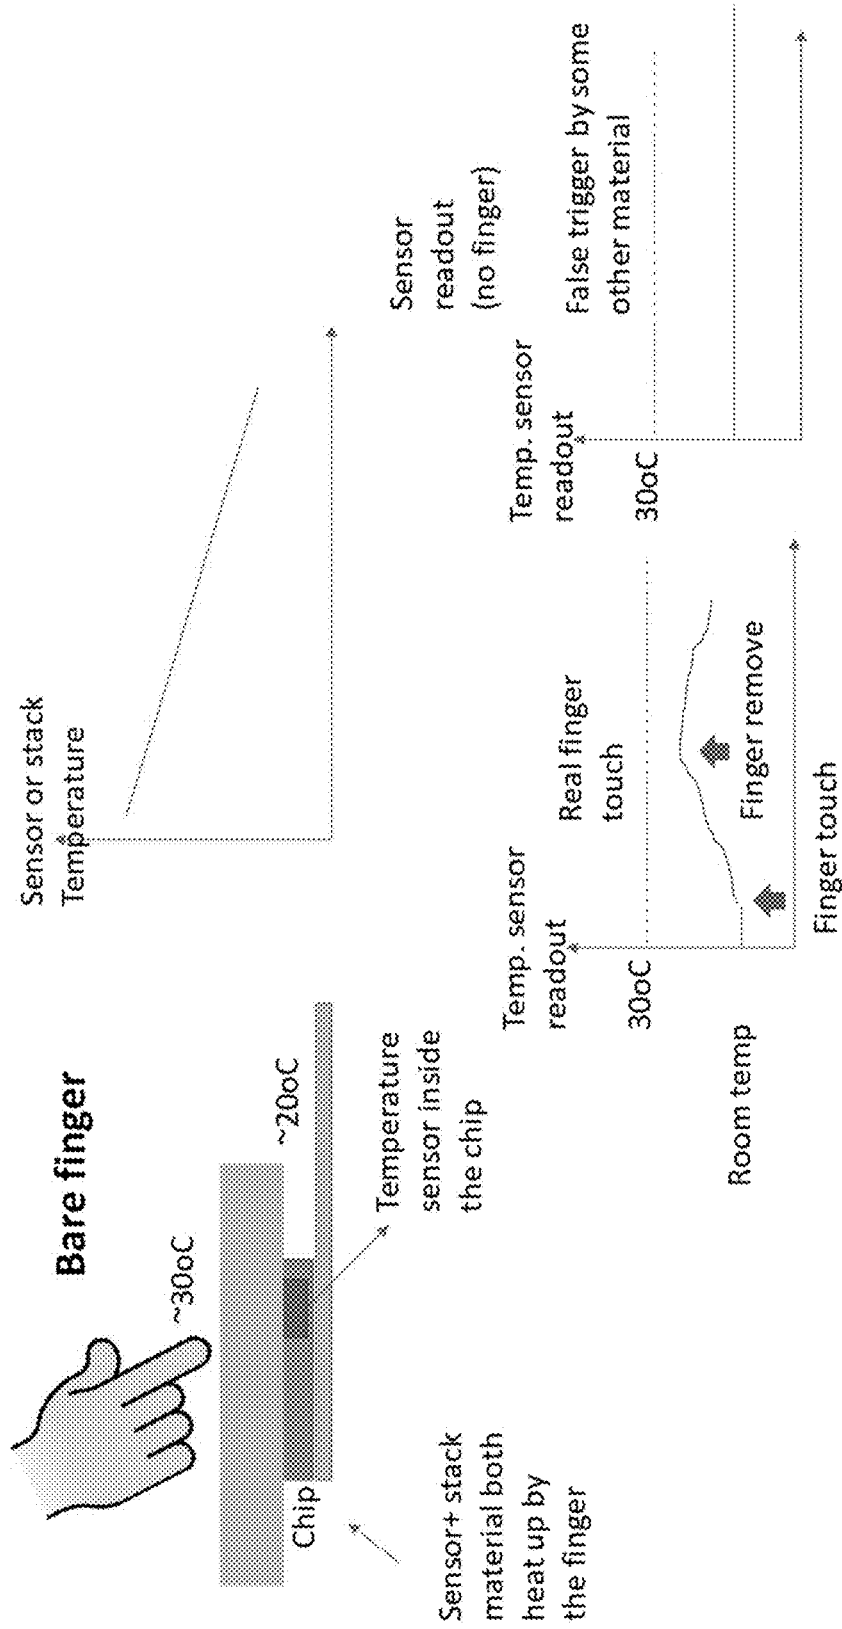 Bare finger
~30oC
~20oC
Chip
Temperature
sensor inside
the chip
Sensor+ stack
material both
heat up by
the finger
Sensor or stack
Temperature
Sensor
readout
(no finger)
Temp. sensor
readout
30oC
Room temp
Real finger
touch
Finger remove
Finger touch
Temp. sensor
readout
30oC
False trigger by some
other material